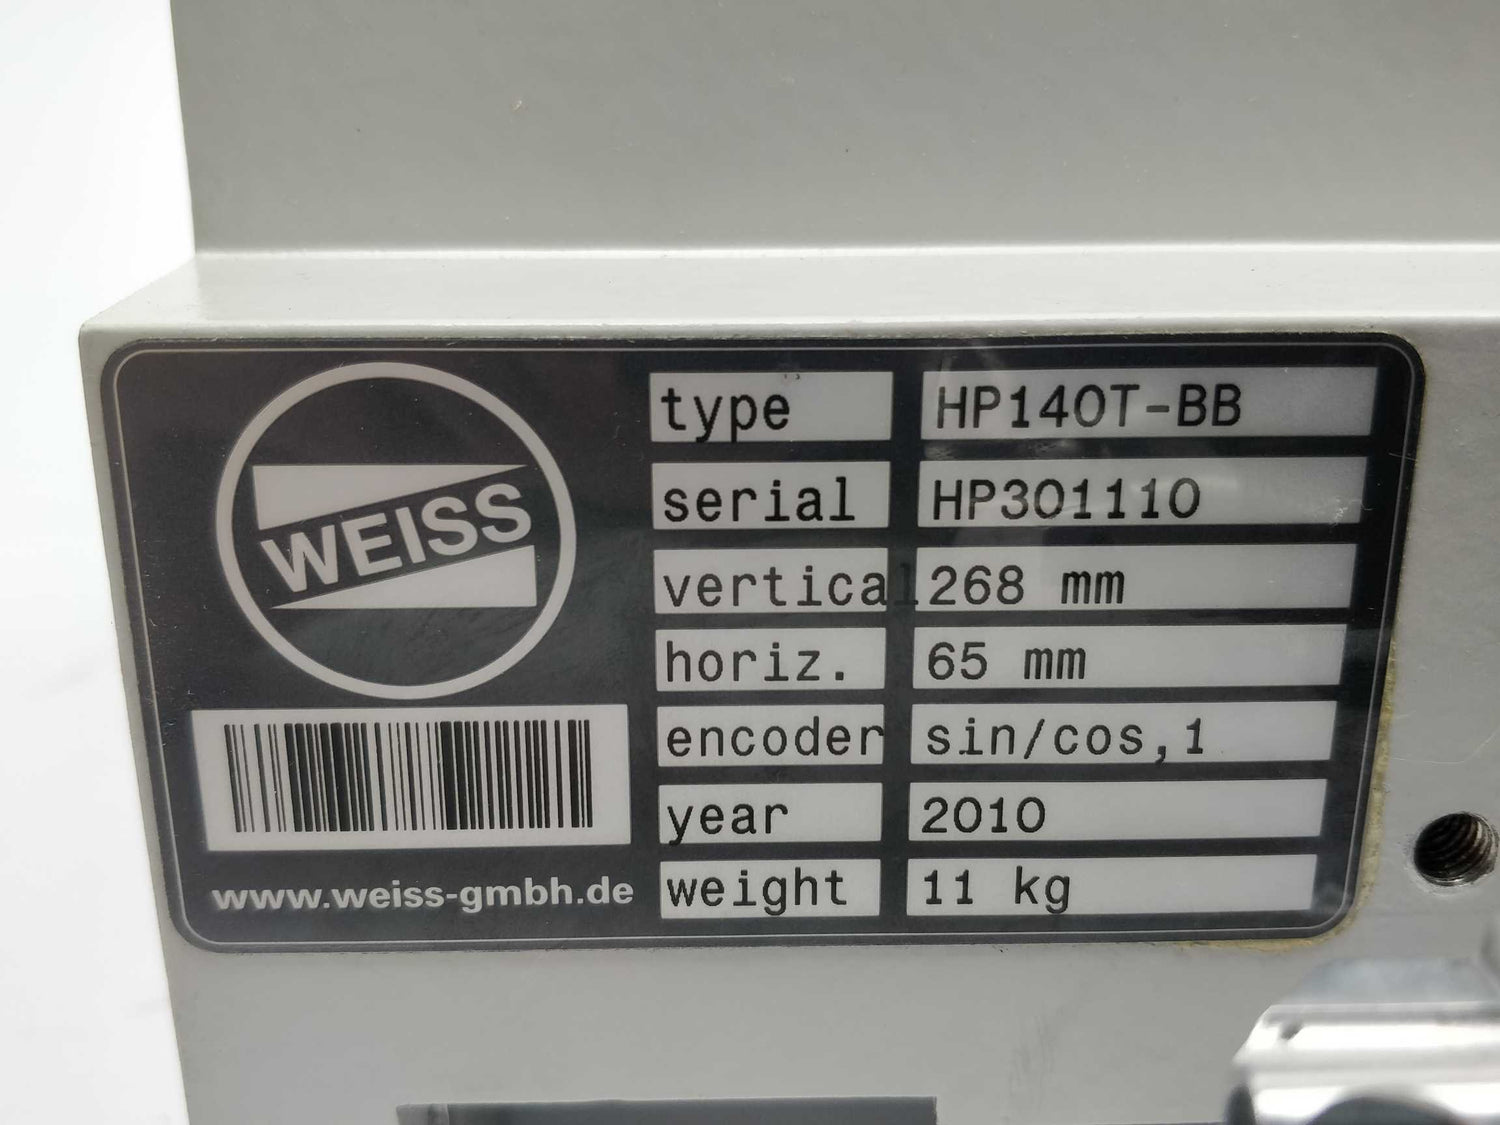 WEISS
www.weiss-gmbh.de
type HP140T-BB
serial HP301110
vertical 268 mm
horiz. 65 mm
encoder sin/cos,1
year 2010
weight 11 kg